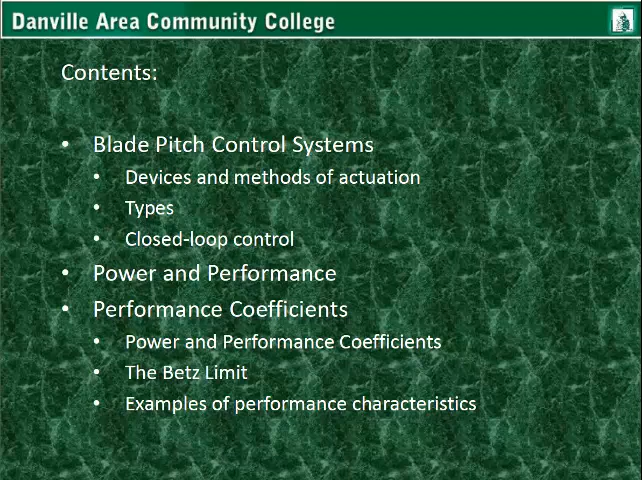 Danville Area Community College
Contents:
• Blade Pitch Control Systems
• Devices and methods of actuation
• Types
• Closed-loop control
• Power and Performance
• Performance Coefficients
• Power and Performance Coefficients
• The Betz Limit
• Examples of performance characteristics